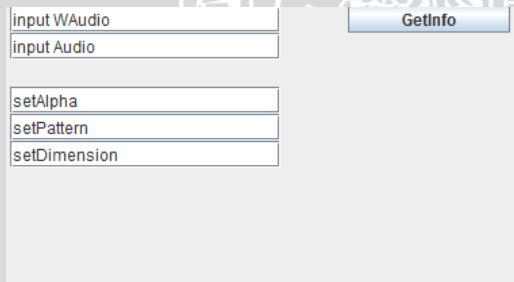 input WAudio
GetInfo
input Audio
setAlpha
setPattern
setDimension